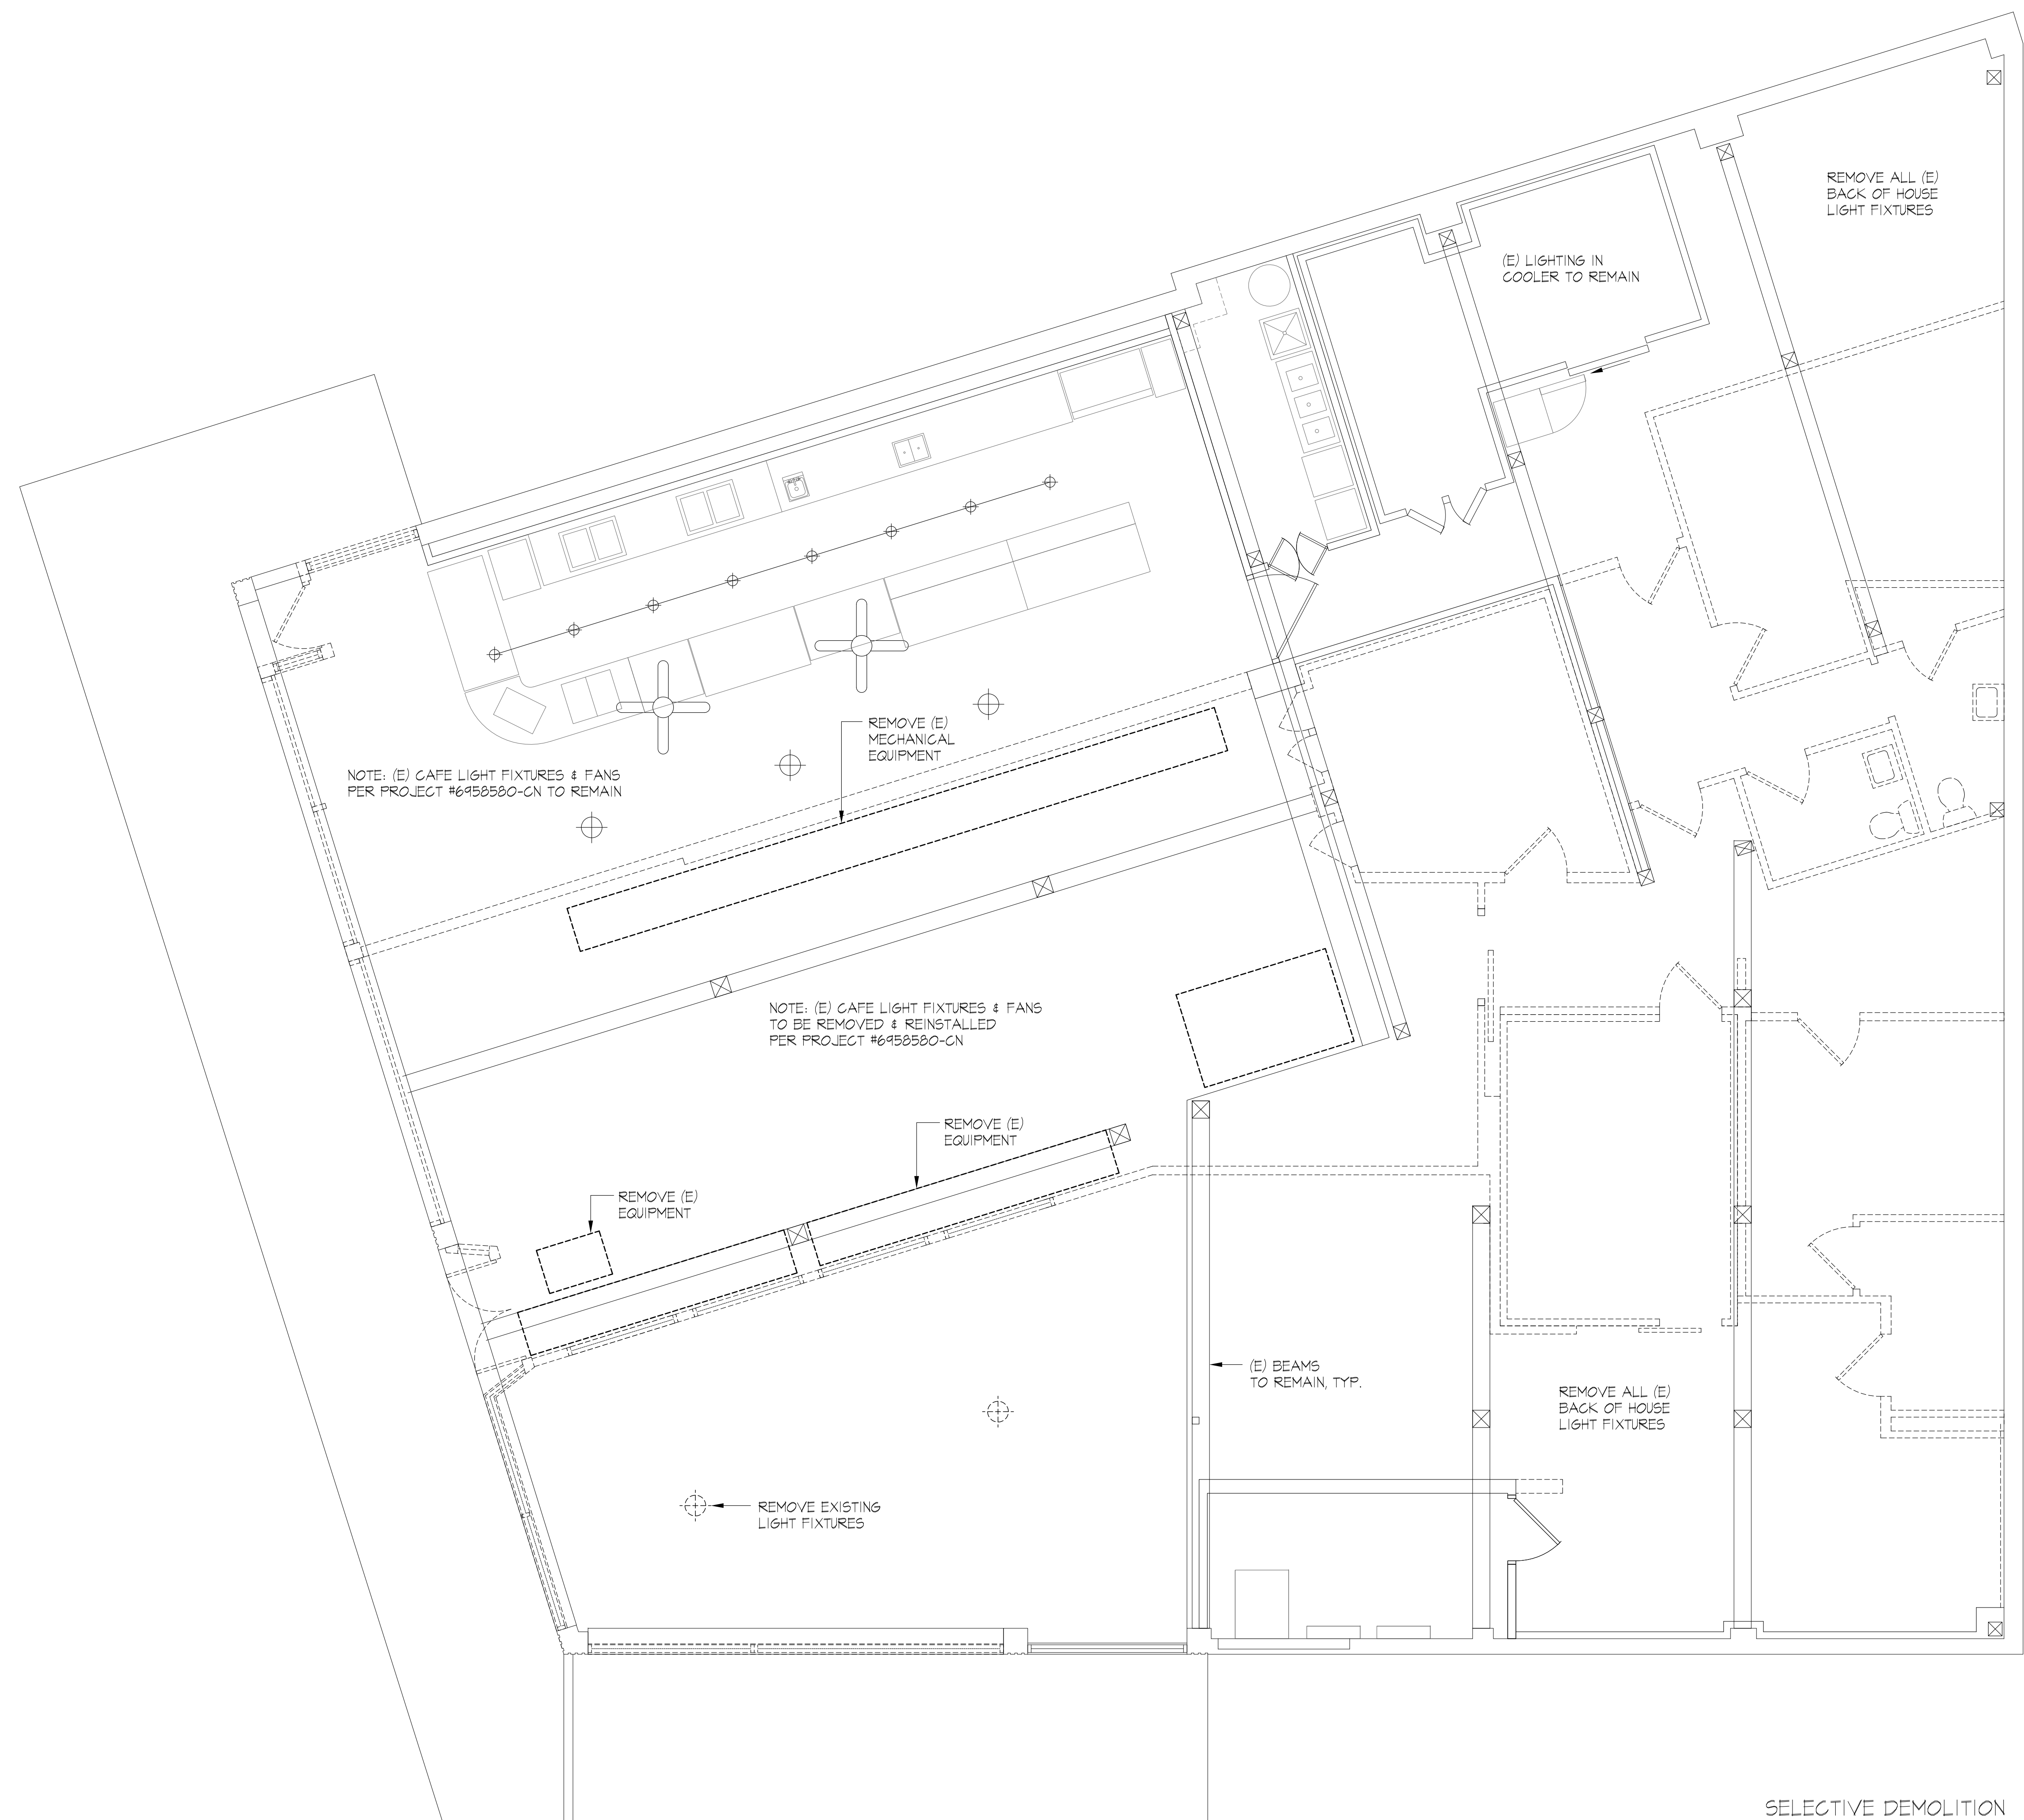 REMOVE ALL (E)
BACK OF HOUSE
LIGHT FIXTURES
(E) LIGHTING IN
COOLER TO REMAIN
REMOVE (E)
MECHANICAL
EQUIPMENT
NOTE: (E) CAFE LIGHT FIXTURES & FANS
PER PROJECT #6958580-CN TO REMAIN
NOTE: (E) CAFE LIGHT FIXTURES & FANS
TO BE REMOVED & REINSTALLED
PER PROJECT #6958580-CN
REMOVE (E)
EQUIPMENT
REMOVE (E)
EQUIPMENT
(E) BEAMS
TO REMAIN, TYP.
REMOVE ALL (E)
BACK OF HOUSE
LIGHT FIXTURES
REMOVE EXISTING
LIGHT FIXTURES
SELECTIVE DEMOLITION